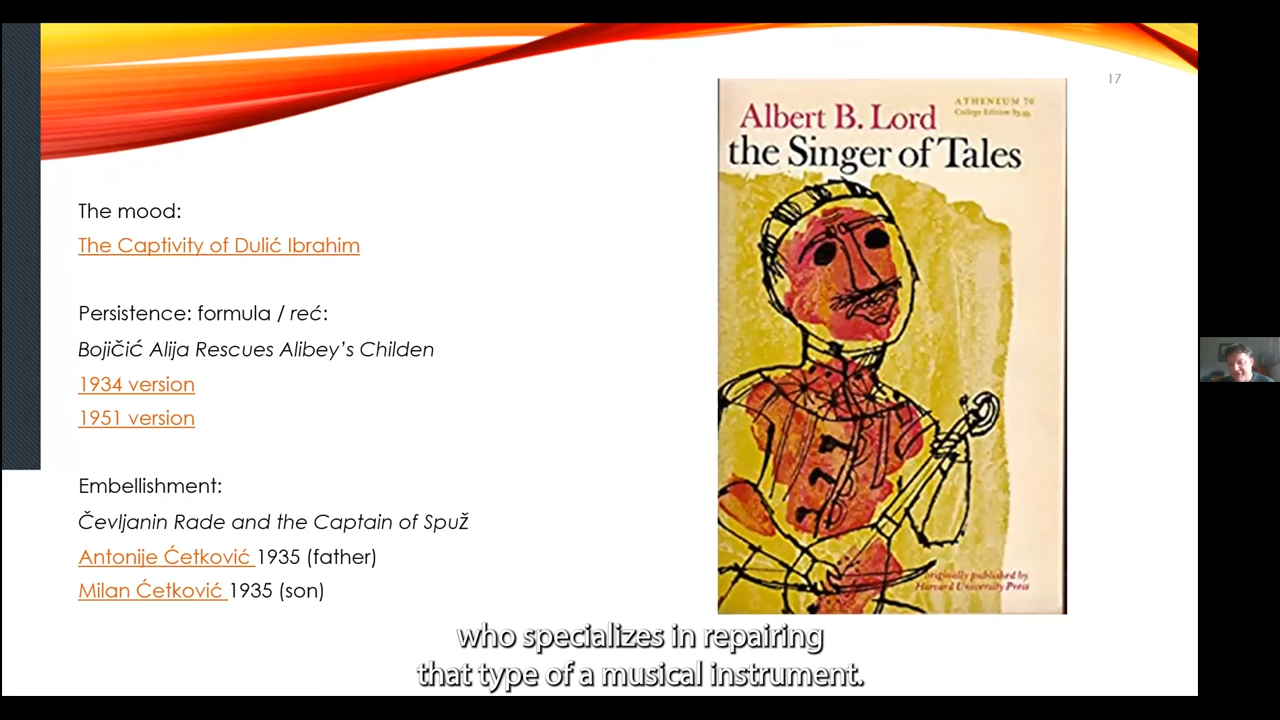 17
The mood:
The Captivity of Dulić Ibrahim
Persistence: formula / reć:
Bojičić Alija Rescues Alibey’s Childen
1934 version
1951 version
Embellishment:
Čevljanin Rade and the Captain of Spuž
Antonije Ćetković 1935 (father)
Milan Ćetković 1935 (son)
ATHENEUM 76
College Edition
Albert B. Lord
the Singer of Tales
originally published by
Harvard University Press
who specializes in repairing
that type of a musical instrument.